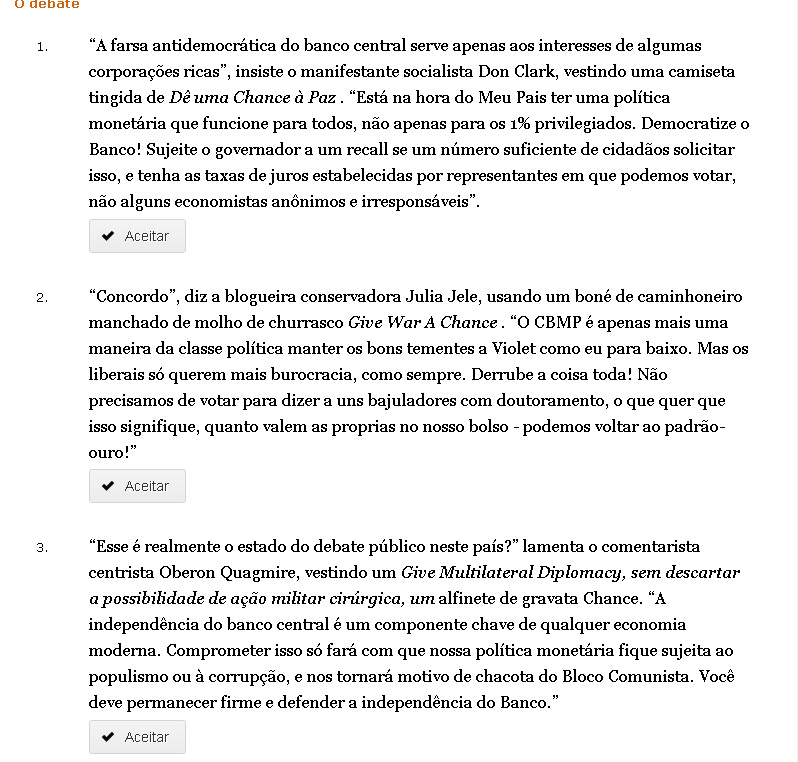 O debate
1. “A farsa antidemocrática do banco central serve apenas aos interesses de algumas
corporações ricas”, insiste o manifestante socialista Don Clark, vestindo uma camiseta
tingida de Dê uma Chance à Paz . “Está na hora do Meu Pais ter uma política
monetária que funcione para todos, não apenas para os 1% privilegiados. Democratize o
Banco! Sujeite o governador a um recall se um número suficiente de cidadãos solicitar
isso, e tenha as taxas de juros estabelecidas por representantes em que podemos votar,
não alguns economistas anônimos e irresponsáveis”.
Aceitar
2. “Concordo”, diz a blogueira conservadora Julia Jele, usando um boné de caminhoneiro
manchado de molho de churrasco Give War A Chance . “O CBMP é apenas mais uma
maneira da classe política manter os bons tementes a Violet como eu para baixo. Mas os
liberais só querem mais burocracia, como sempre. Derrube a coisa toda! Não
precisamos de votar para dizer a uns bajuladores com doutoramento, o que quer que
isso signifique, quanto valem as proprias no nosso bolso - podemos voltar ao padrão-
ouro!”
Aceitar
3. “Esse é realmente o estado do debate público neste país?” lamenta o comentarista
centrista Oberon Quagmire, vestindo um Give Multilateral Diplomacy, sem descartar
a possibilidade de ação militar cirúrgica, um alfinete de gravata Chance. “A
independência do banco central é um componente chave de qualquer economia
moderna. Comprometer isso só fará com que nossa política monetária fique sujeita ao
populismo ou à corrupção, e nos tornará motivo de chacota do Bloco Comunista. Você
deve permanecer firme e defender a independência do Banco.”
Aceitar